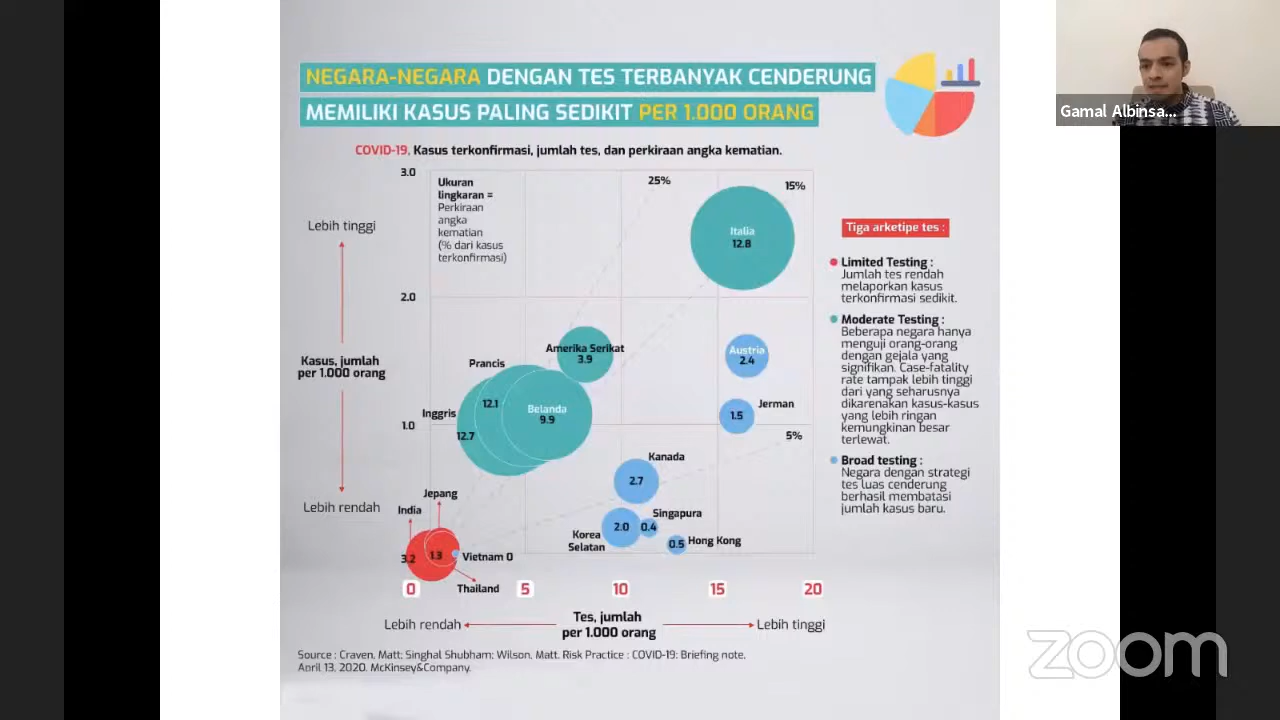 NEGARA-NEGARA DENGAN TES TERBANYAK CENDERUNG
MEMILIKI KASUS PALING SEDIKIT PER 1.000 ORANG
Gamal Albinsa...
COVID-19, Kasus terkonfirmasi, jumlah tes, dan perkiraan angka kematian.
3.0
Ukuran
lingkaran =
Perkiraan
angka
kematian
(% dari kasus
terkonfirmasi)
25%
15%
Lebih tinggi
Italia
12.8
2.0
Kasus, jumlah
per 1.000 orang
Amerika Serikat
3.9
Austria
2.4
Prancis
12.1
Inggris
12.7
Belanda
9.9
Jerman
1.5
1.0
5%
Kanada
2.7
Lebih rendah
Jepang
India
Singapura
0.4
2.0
Korea
Selatan
0.5
Hong Kong
3.2
1.3
Vietnam 0
Thailand
0
5
10
15
20
Lebih rendah
Tes, jumlah
per 1.000 orang
Lebih tinggi
Tiga arketipe tes :
Limited Testing :
Jumlah tes rendah
melaporkan kasus
terkonfirmasi sedikit.
Moderate Testing :
Beberapa negara hanya
menguji orang-orang
dengan gejala yang
signifikan. Case-fatality
rate tampak lebih tinggi
dari yang seharusnya
dikarenakan kasus-kasus
yang lebih ringan
kemungkinan besar
terlewat.
Broad testing :
Negara dengan strategi
tes luas cenderung
berhasil membatasi
jumlah kasus baru.
Source : Craven, Matt; Singhal Shubham; Wilson, Matt. Risk Practice : COVID-19: Briefing note.
April 13, 2020. McKinsey&Company.
zoom